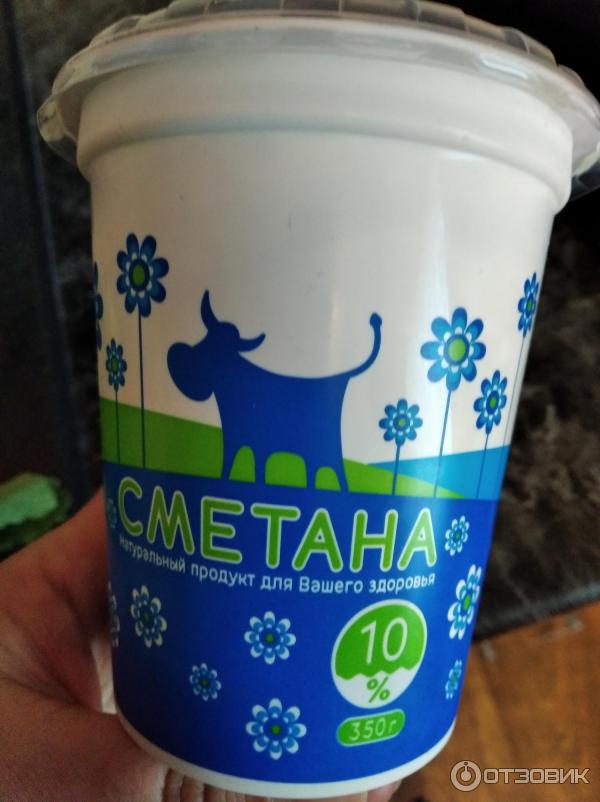 СМЕТАНА
Натуральный продукт для Вашего здоровья
10
%
350г
ОТЗОВИК